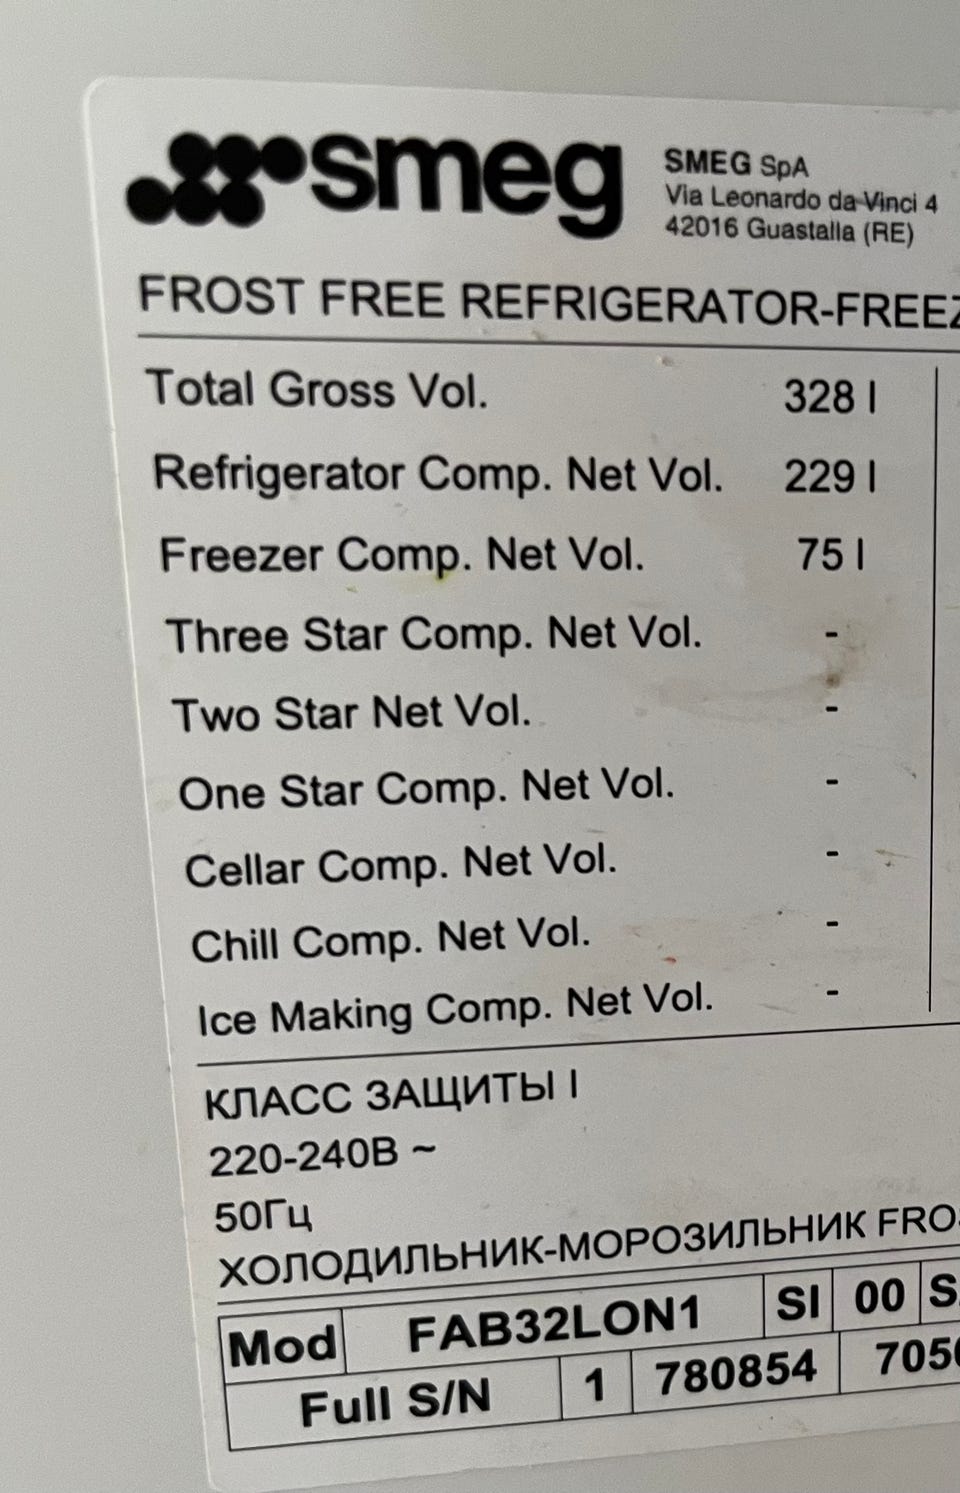 smeg
SMEG SpA
Via Leonardo da Vinci 4
42016 Guastalla (RE)
FROST FREE REFRIGERATOR-FREEZ
Total Gross Vol. 328 l
Refrigerator Comp. Net Vol. 229 l
Freezer Comp. Net Vol. 75 l
Three Star Comp. Net Vol. -
Two Star Net Vol. -
One Star Comp. Net Vol. -
Cellar Comp. Net Vol. -
Chill Comp. Net Vol. -
Ice Making Comp. Net Vol. -
КЛАСС ЗАЩИТЫ I
220-240В ~
50Гц
ХОЛОДИЛЬНИК-МОРОЗИЛЬНИК FRO
Mod FAB32LON1 SI 00 S
Full S/N 1 780854 705